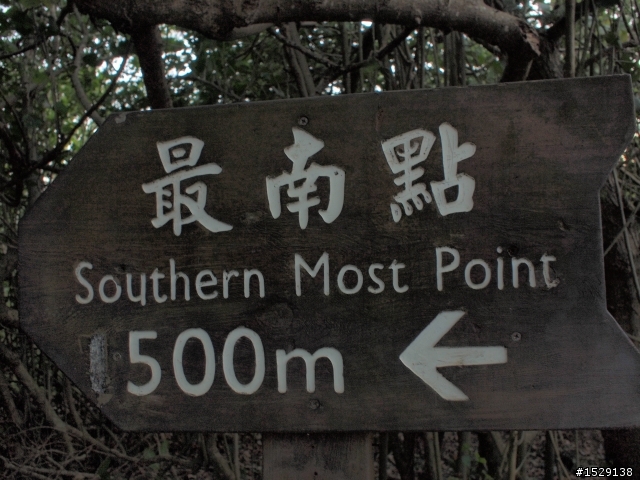 最南點
Southern Most Point
500m ←
#1529138